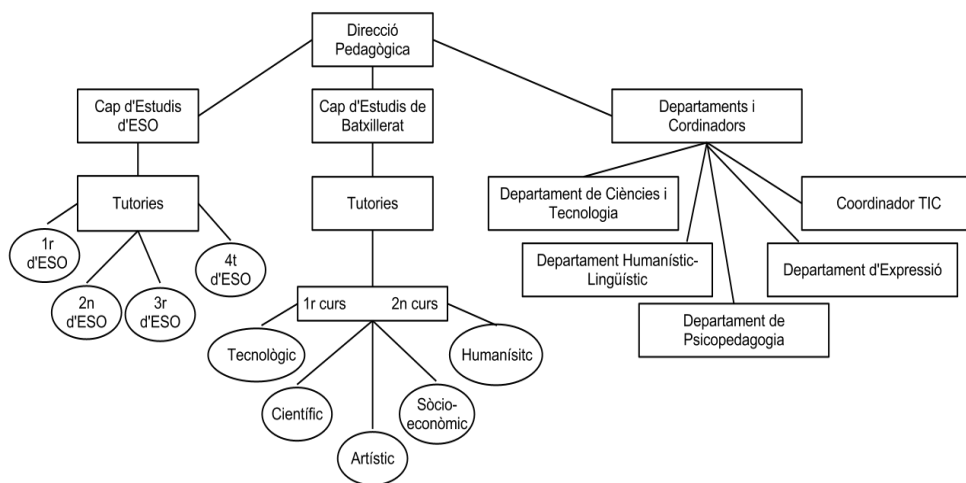 Direcció
Pedagògica
Cap d'Estudis
d'ESO
Cap d'Estudis de
Batxillerat
Departaments i
Cordinadors
Tutories
Tutories
Departament de Ciències i
Tecnologia
Coordinador TIC
1r
d'ESO
4t
d'ESO
Department Humanístic-
Lingüístic
Departament d'Expressió
2n
d'ESO
3r
d'ESO
1r curs 2n curs
Departament de
Psicopedagogia
Tecnològic
Humanísitc
Científic
Sòcio-
econòmic
Artístic